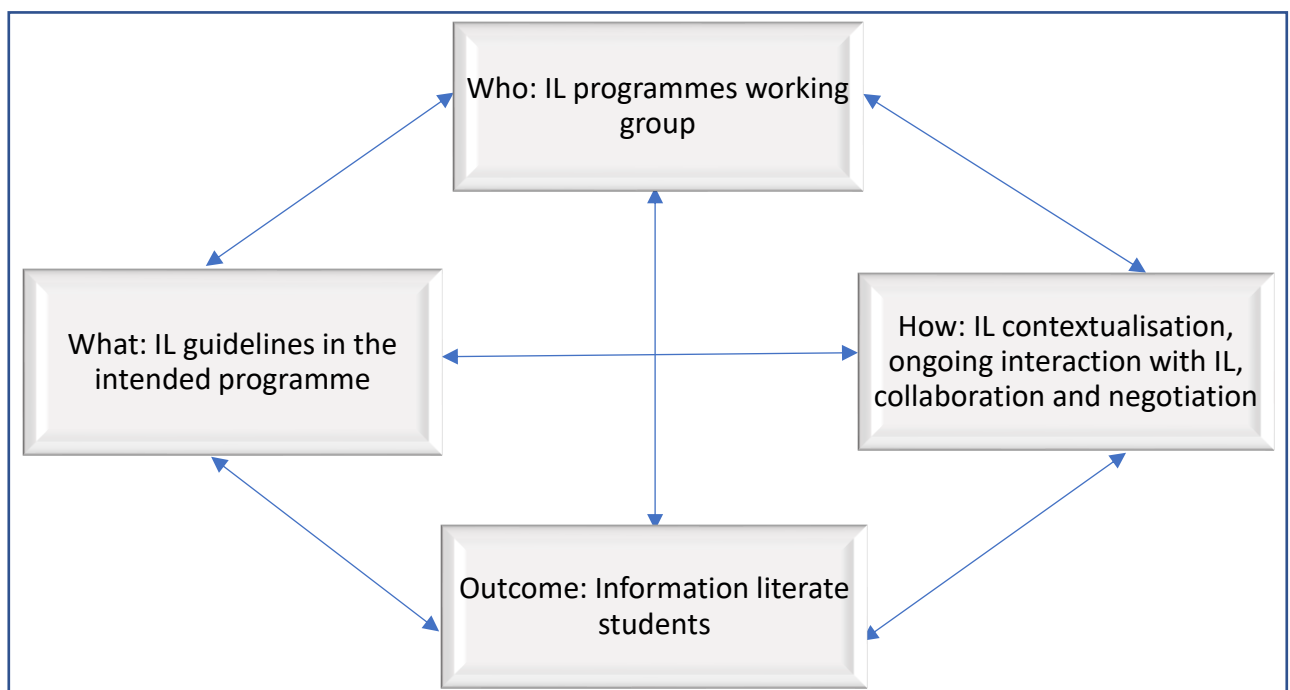 Who: IL programmes working
group
What: IL guidelines in the
intended programme
How: IL contextualisation,
ongoing interaction with IL,
collaboration and negotiation
Outcome: Information literate
students